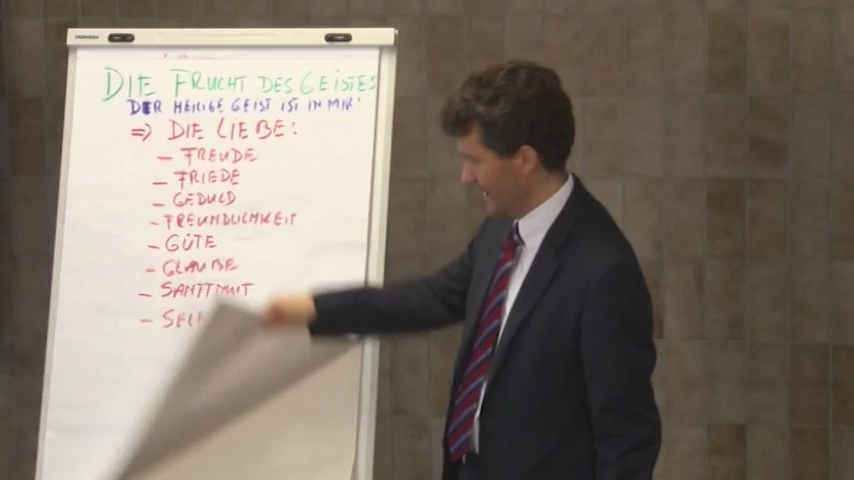 DIE FRUCHT DES GEISTES
DER HEILIGE GEIST IST IN MIR!
⇒ DIE LIEBE:
- FREUDE
- FRIEDE
- GEDULD
- FREUNDLICHKEIT
- GÜTE
- GLAUBE
- SANFTMUT